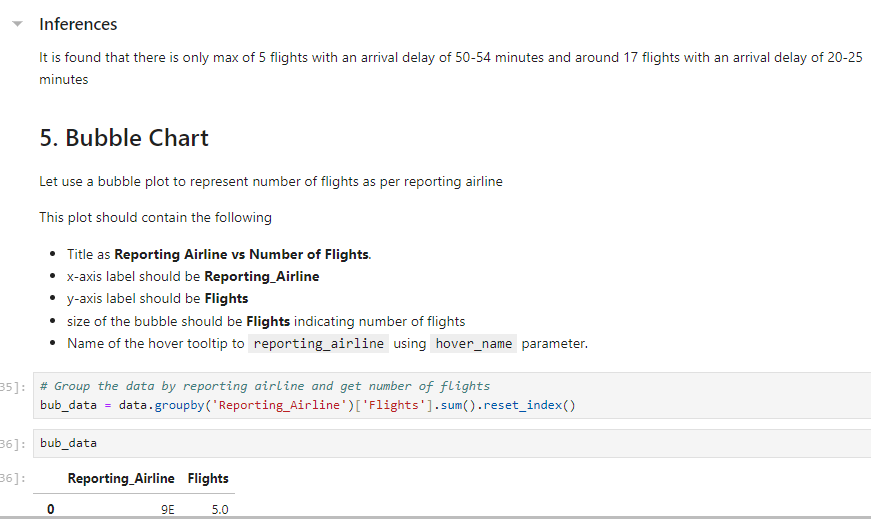 Inferences
It is found that there is only max of 5 flights with an arrival delay of 50-54 minutes and around 17 flights with an arrival delay of 20-25
minutes
5. Bubble Chart
Let use a bubble plot to represent number of flights as per reporting airline
This plot should contain the following
• Title as Reporting Airline vs Number of Flights.
• x-axis label should be Reporting_Airline
• y-axis label should be Flights
• size of the bubble should be Flights indicating number of flights
• Name of the hover tooltip to reporting_airline using hover_name parameter.
35]: # Group the data by reporting airline and get number of flights
bub_data = data.groupby('Reporting_Airline')['Flights'].sum().reset_index()
36]: bub_data
36]: Reporting_Airline Flights
0 9E 5.0